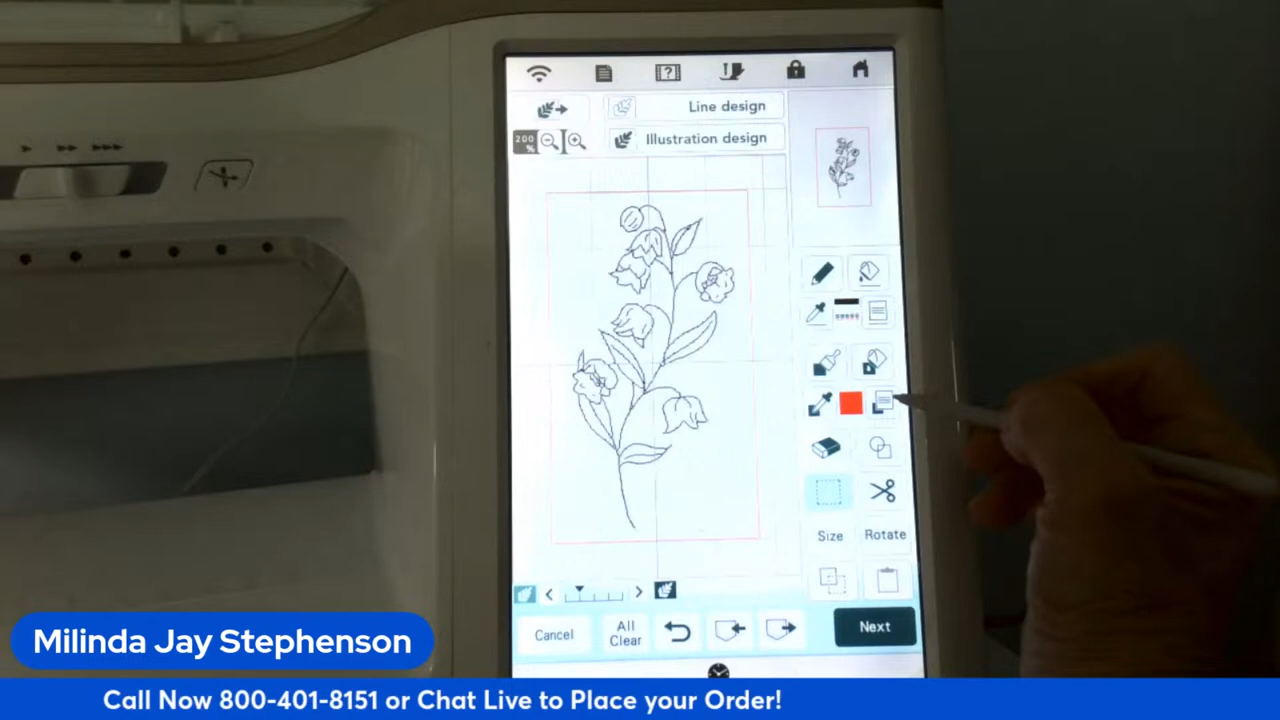 ?
Line design
Illustration design
200
%
Size
Rotate
Cancel
All
Clear
Next
Milinda Jay Stephenson
Call Now 800-401-8151 or Chat Live to Place your Order!